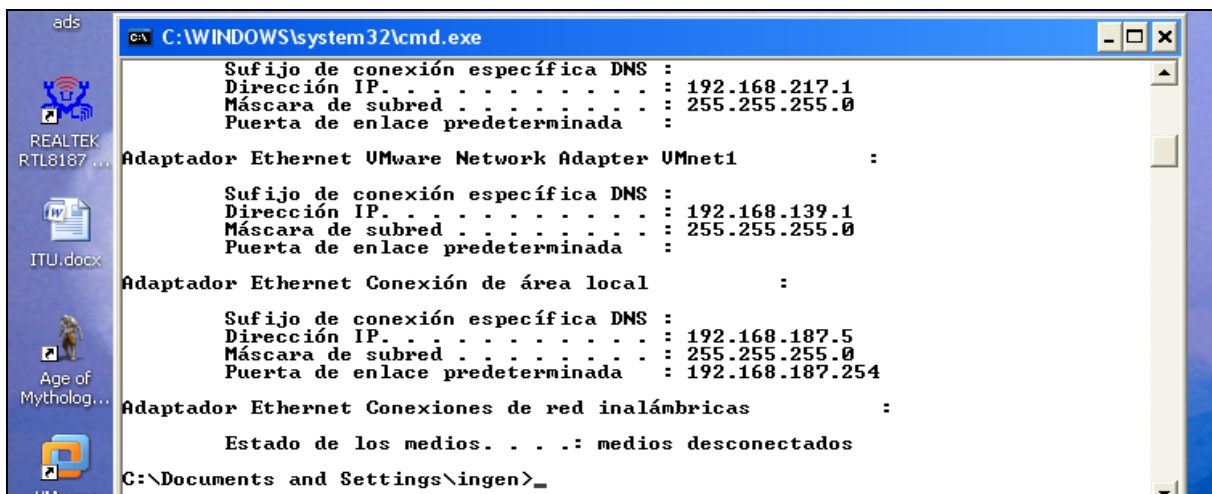 ads
REALTEK
RTL8187 ...
ITU.docx
Age of
Mytholog...
C:\WINDOWS\system32\cmd.exe
Sufijo de conexión específica DNS :
Dirección IP. . . . . . . . . . . : 192.168.217.1
Máscara de subred . . . . . . . . : 255.255.255.0
Puerta de enlace predeterminada   :
Adaptador Ethernet VMware Network Adapter VMnet1          :
Sufijo de conexión específica DNS :
Dirección IP. . . . . . . . . . . : 192.168.139.1
Máscara de subred . . . . . . . . : 255.255.255.0
Puerta de enlace predeterminada   :
Adaptador Ethernet Conexión de área local          :
Sufijo de conexión específica DNS :
Dirección IP. . . . . . . . . . . : 192.168.187.5
Máscara de subred . . . . . . . . : 255.255.255.0
Puerta de enlace predeterminada   : 192.168.187.254
Adaptador Ethernet Conexiones de red inalámbricas          :
Estado de los medios. . . .: medios desconectados
C:\Documents and Settings\ingen>_